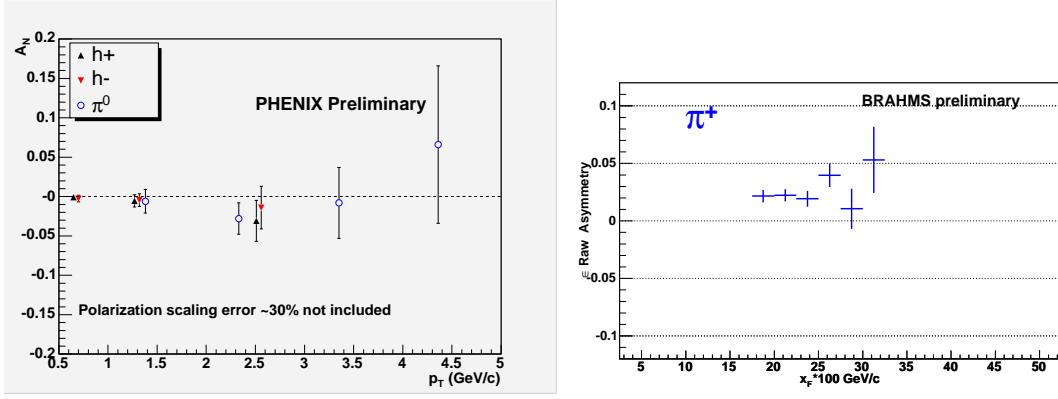 A_N
0.2
0.15
0.1
0.05
-0
-0.05
-0.1
-0.15
-0.2
h+
h-
π⁰
PHENIX Preliminary
Polarization scaling error ~30% not included
0.5 1 1.5 2 2.5 3 3.5 4 4.5 5
p_T (GeV/c)
BRAHMS preliminary
π⁺
∈ Raw Asymmetry
0.1
0.05
0
-0.05
-0.1
5 10 15 20 25 30 35 40 45 50
x_F*100 GeV/c